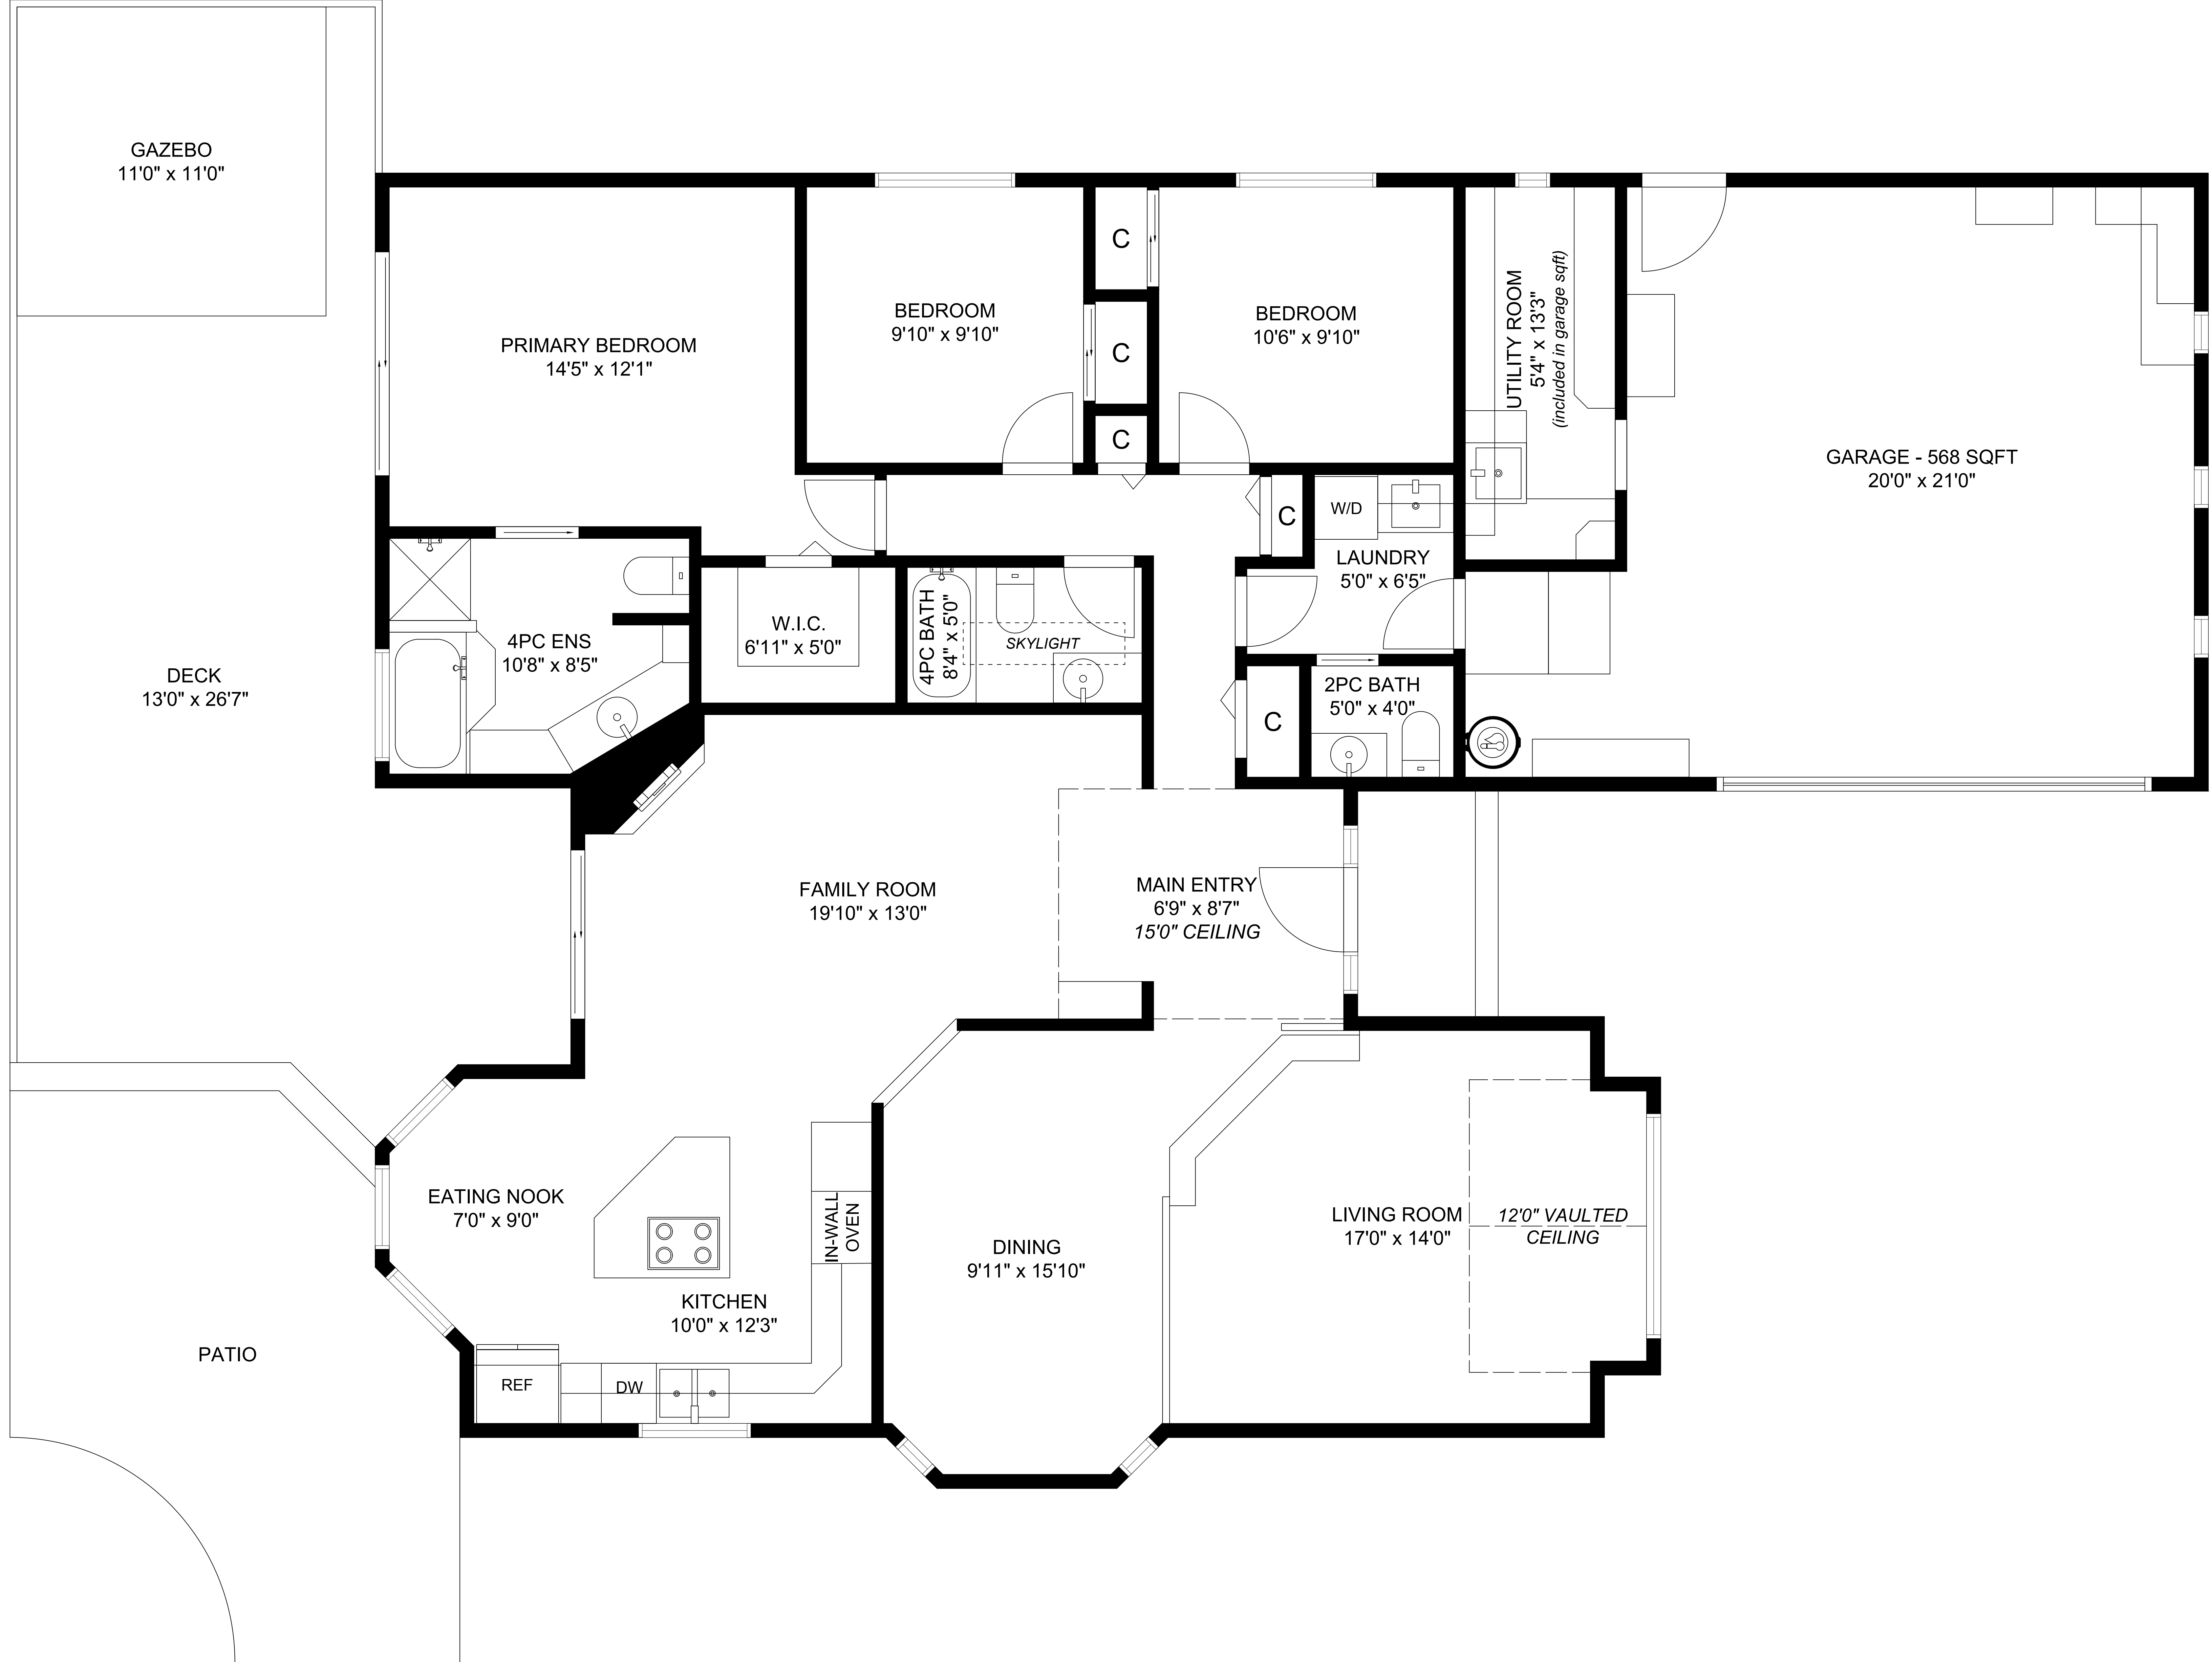 GAZEBO
11'0" x 11'0"
PRIMARY BEDROOM
14'5" x 12'1"
BEDROOM
9'10" x 9'10"
C
C
C
BEDROOM
10'6" x 9'10"
UTILITY ROOM
5'4" x 13'3"
(included in garage sqft)
GARAGE - 568 SQFT
20'0" x 21'0"
C
W/D
LAUNDRY
5'0" x 6'5"
DECK
13'0" x 26'7"
4PC ENS
10'8" x 8'5"
W.I.C.
6'11" x 5'0"
4PC BATH
8'4" x 5'0"
SKYLIGHT
C
2PC BATH
5'0" x 4'0"
FAMILY ROOM
19'10" x 13'0"
MAIN ENTRY
6'9" x 8'7"
15'0" CEILING
EATING NOOK
7'0" x 9'0"
IN-WALL
OVEN
KITCHEN
10'0" x 12'3"
DINING
9'11" x 15'10"
LIVING ROOM
17'0" x 14'0"
12'0" VAULTED
CEILING
PATIO
REF
DW